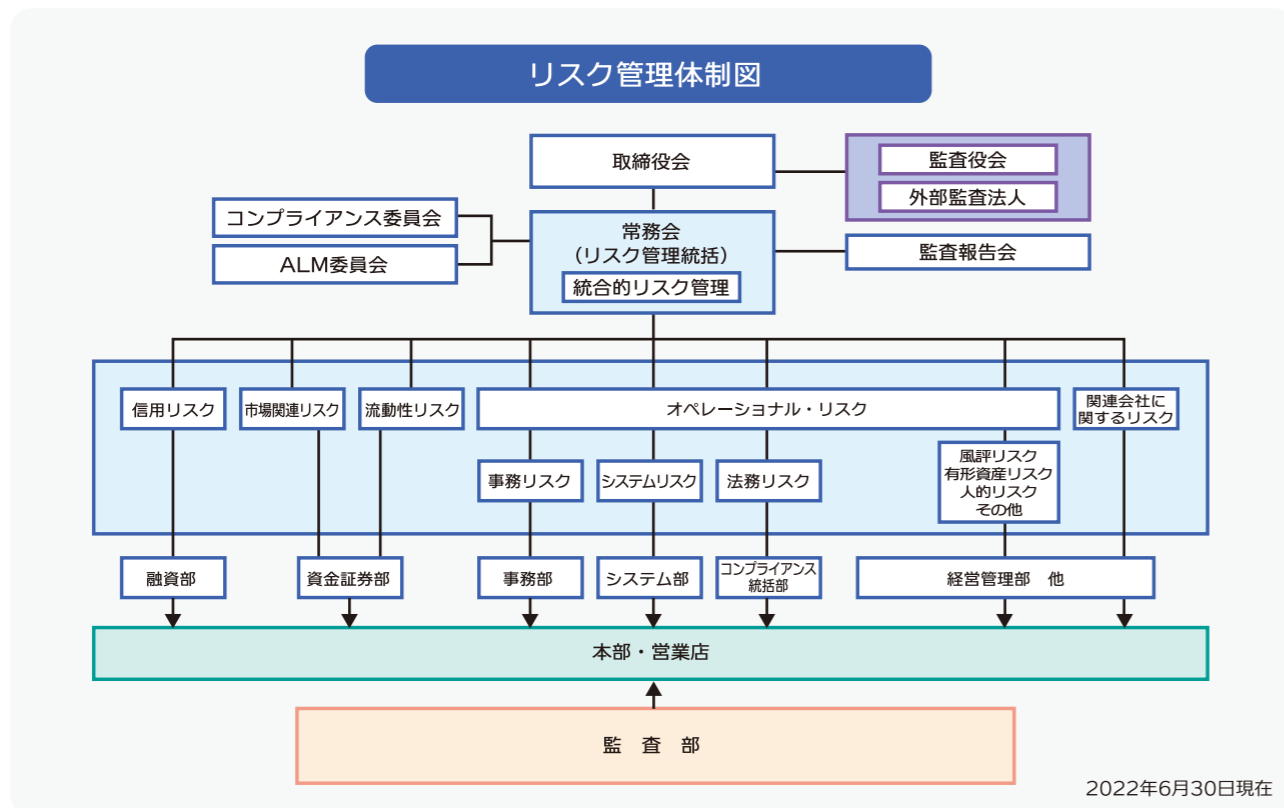 リスク管理体制図
取締役会
監査役会
外部監査法人
コンプライアンス委員会
ALM委員会
常務会
（リスク管理統括）
統合的リスク管理
監査報告会
信用リスク
市場関連リスク
流動性リスク
オペレーショナル・リスク
関連会社に
関するリスク
事務リスク
システムリスク
法務リスク
風評リスク
有形資産リスク
人的リスク
その他
融資部
資金証券部
事務部
システム部
コンプライアンス
統括部
経営管理部　他
本部・営業店
監　査　部
2022年6月30日現在